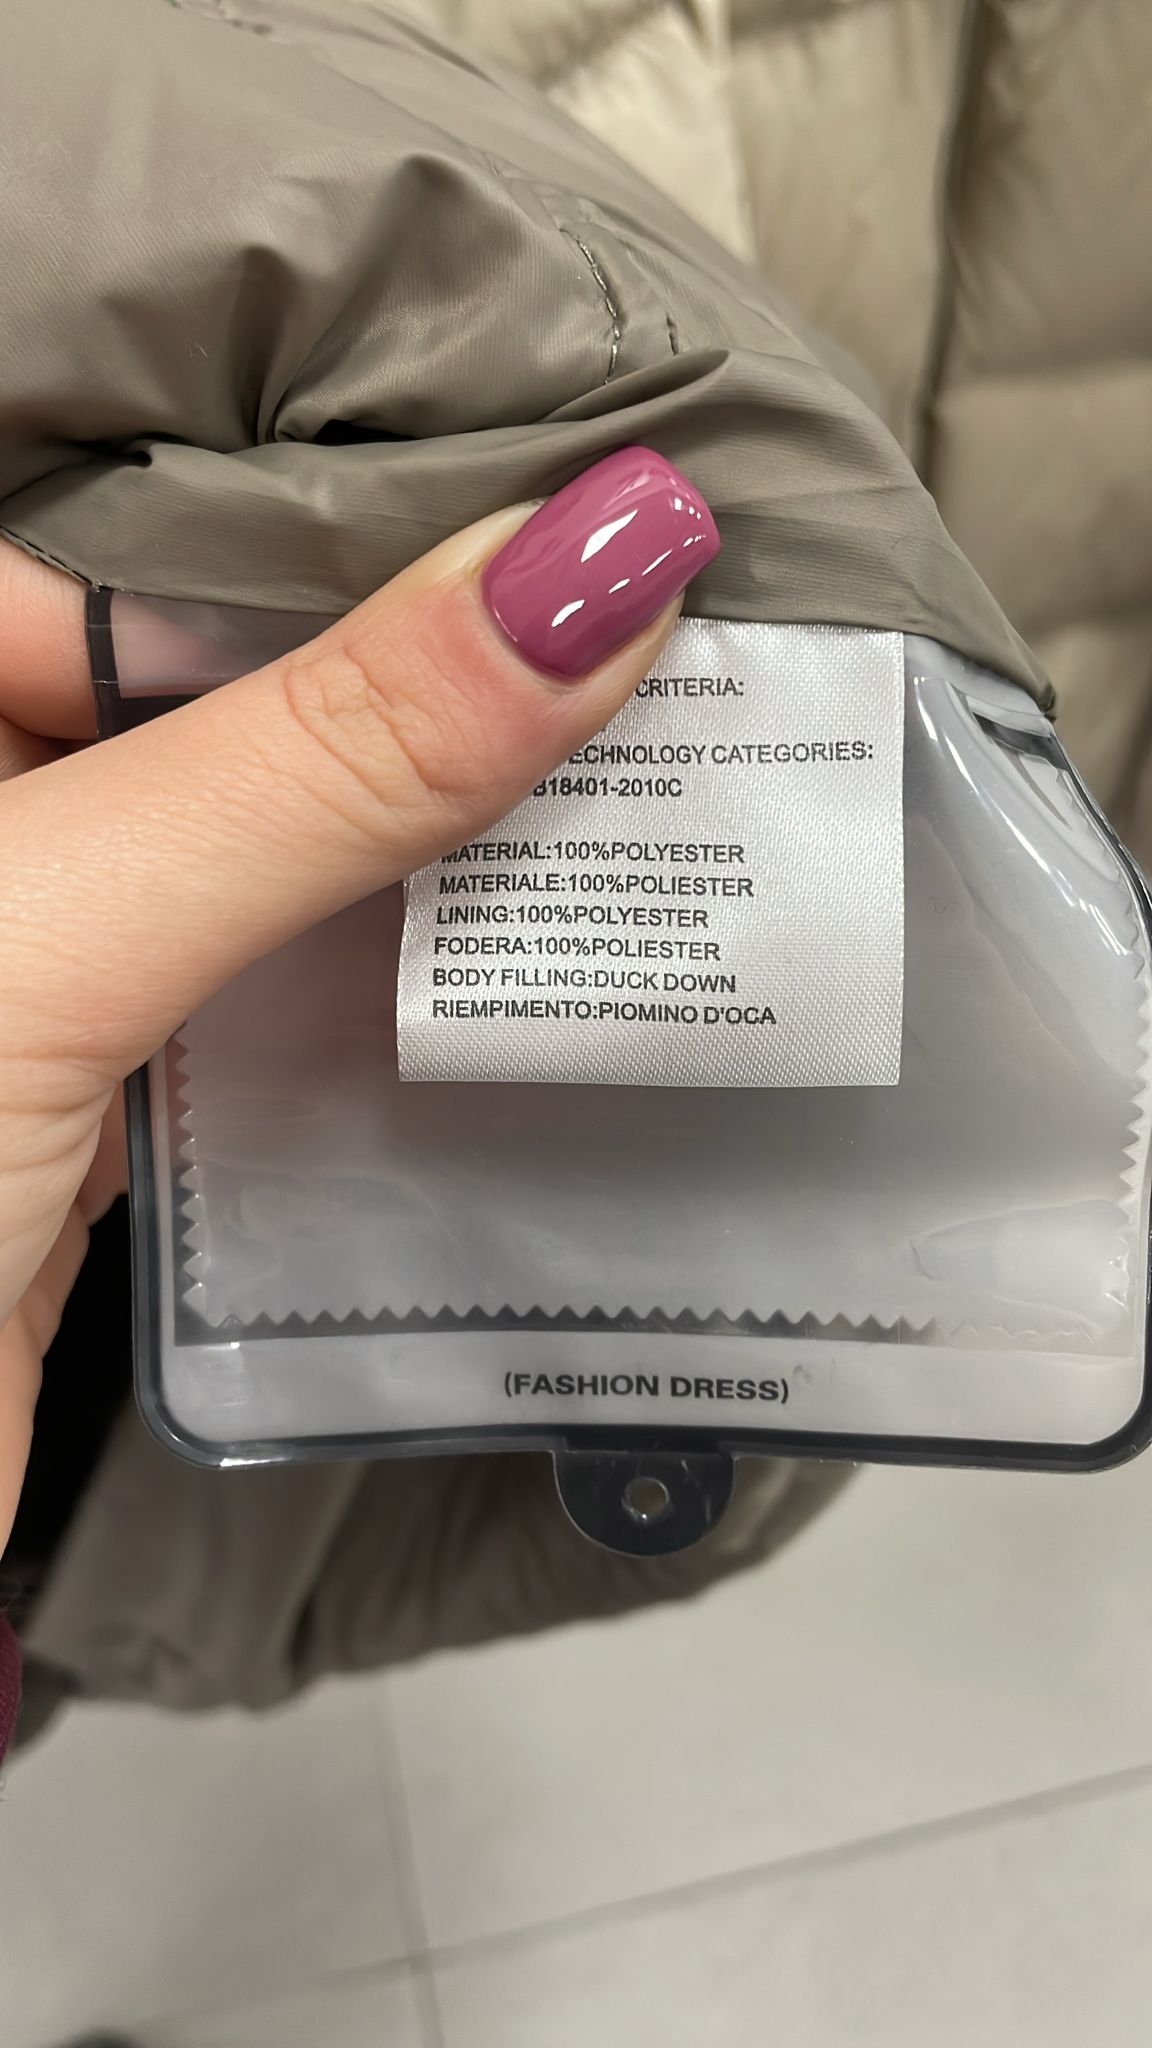 CRITERIA:
ECHNOLOGY CATEGORIES:
B18401-2010C
MATERIAL:100%POLYESTER
MATERIALE:100%POLIESTER
LINING:100%POLYESTER
FODERA:100%POLIESTER
BODY FILLING:DUCK DOWN
RIEMPIMENTO:PIOMINO D'OCA
(FASHION DRESS)